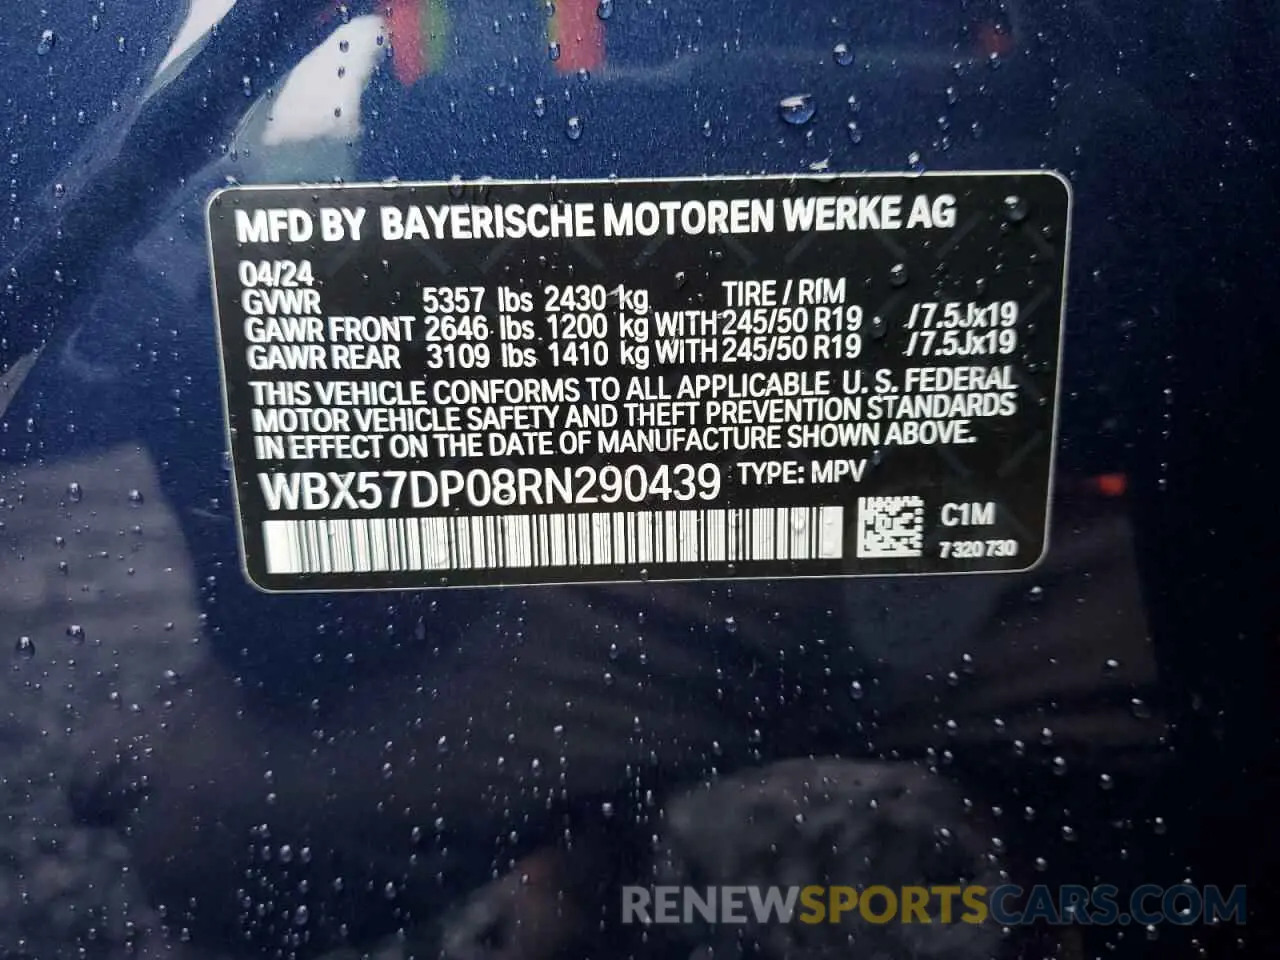 MFD BY BAYERISCHE MOTOREN WERKE AG
04/24
GVWR 5357 lbs 2430 kg TIRE / RIM
GAWR FRONT 2646 lbs 1200 kg WITH 245/50 R19 /7.5Jx19
GAWR REAR 3109 lbs 1410 kg WITH 245/50 R19 /7.5Jx19
THIS VEHICLE CONFORMS TO ALL APPLICABLE U. S. FEDERAL
MOTOR VEHICLE SAFETY AND THEFT PREVENTION STANDARDS
IN EFFECT ON THE DATE OF MANUFACTURE SHOWN ABOVE.
WBX57DP08RN290439 TYPE: MPV
C1M
7 320 730
RENEWSPORTSCARS.COM